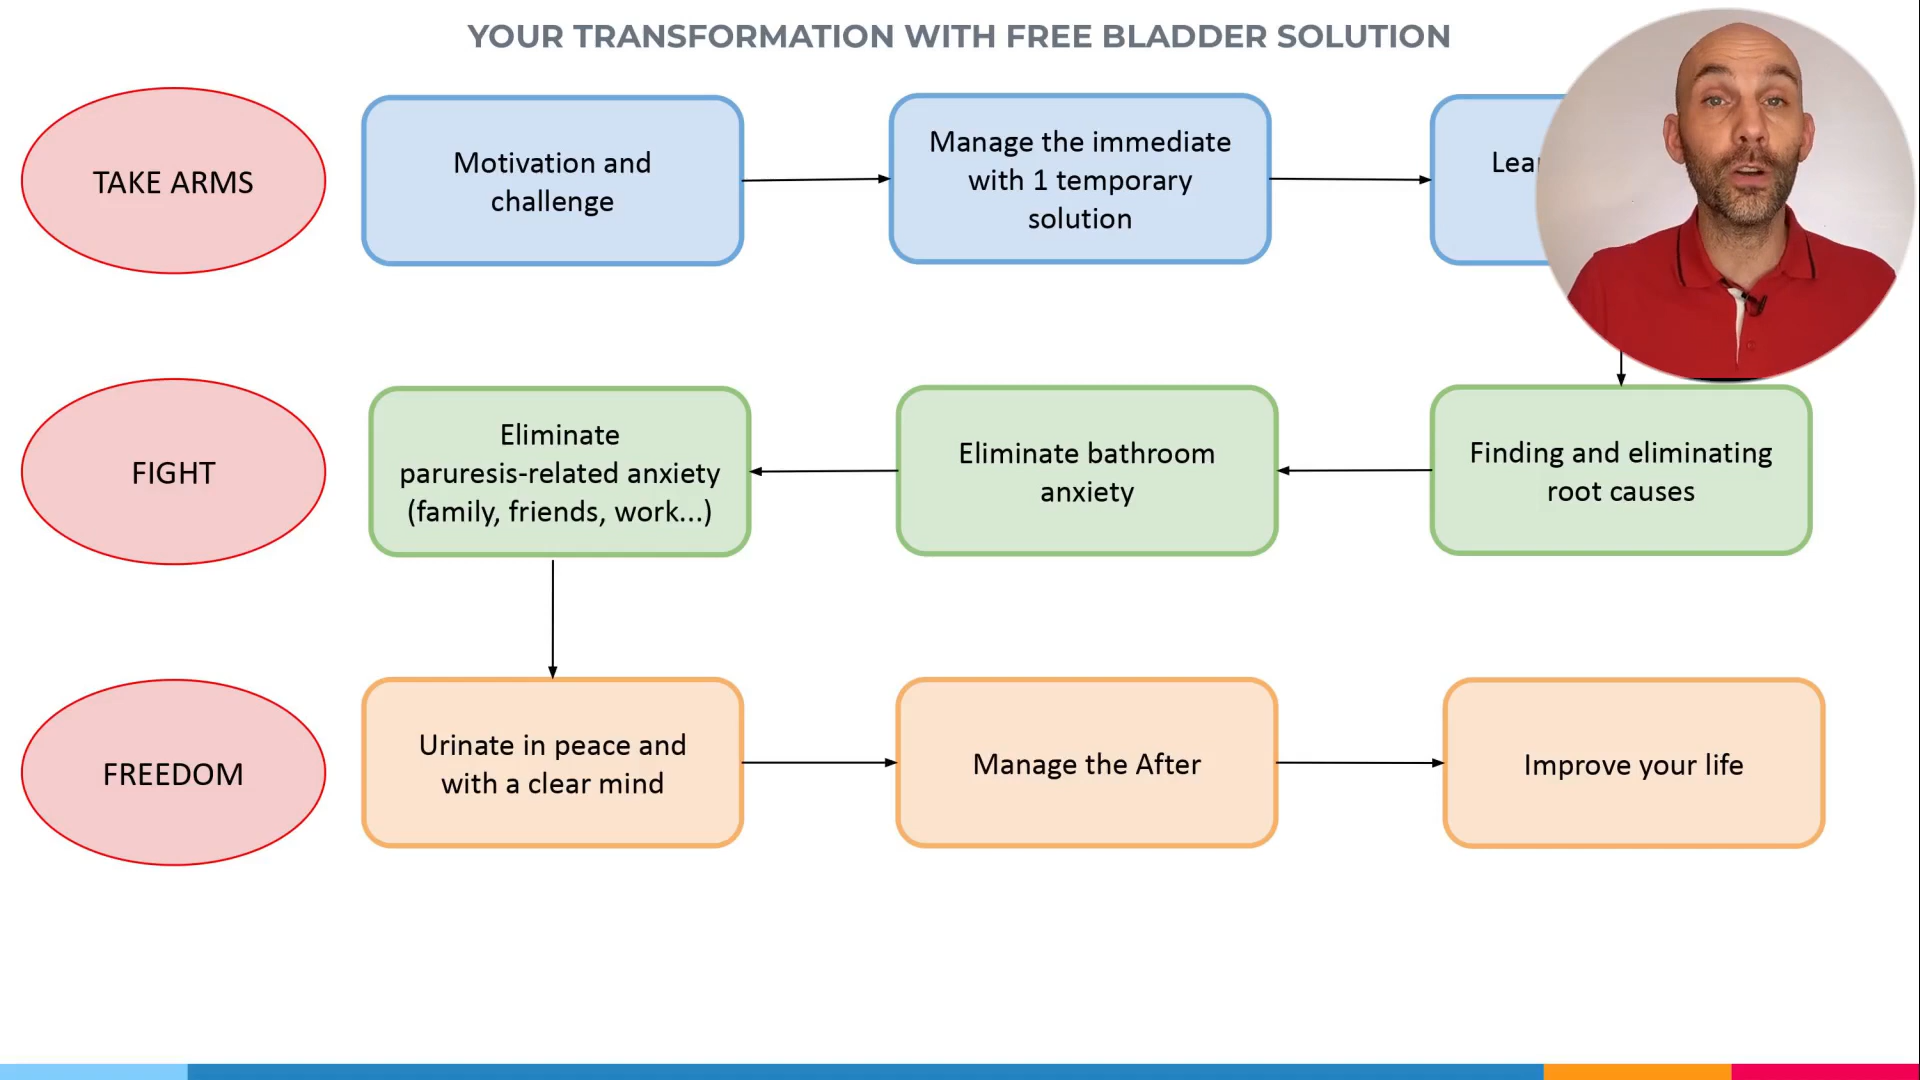 YOUR TRANSFORMATION WITH FREE BLADDER SOLUTION
TAKE ARMS
Motivation and
challenge
Manage the immediate
with 1 temporary
solution
FIGHT
Eliminate
paruresis-related anxiety
(family, friends, work...)
Eliminate bathroom
anxiety
Finding and eliminating
root causes
FREEDOM
Urinate in peace and
with a clear mind
Manage the After
Improve your life